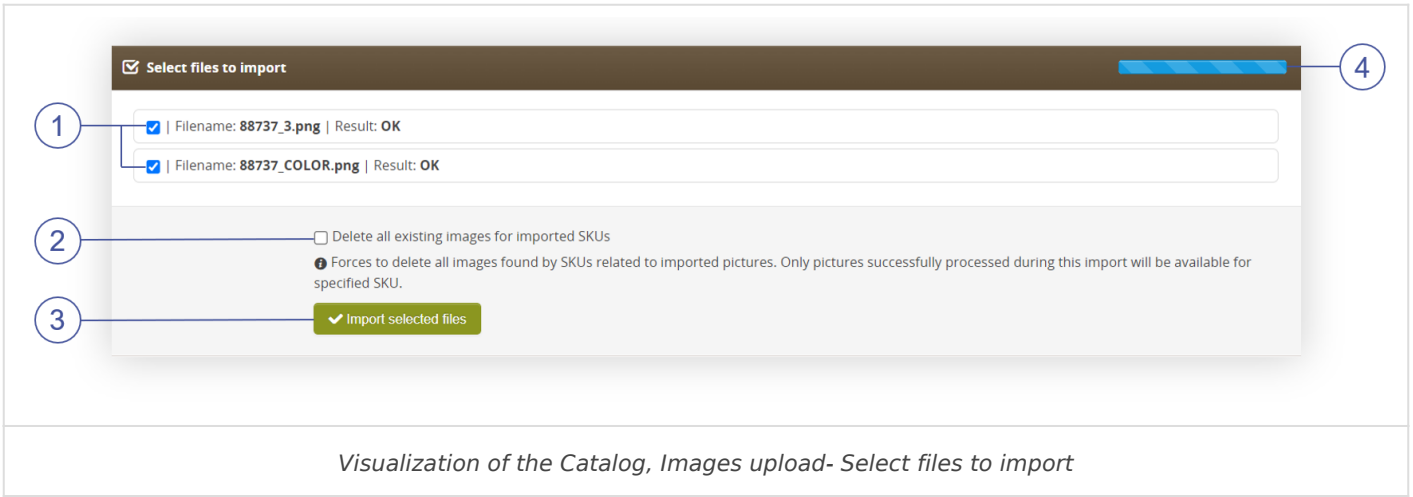 Select files to import
4
1
| Filename: 88737_3.png | Result: OK
| Filename: 88737_COLOR.png | Result: OK
2
Delete all existing images for imported SKUs
Forces to delete all images found by SKUs related to imported pictures. Only pictures successfully processed during this import will be available for
specified SKU.
3
Import selected files
Visualization of the Catalog, Images upload- Select files to import